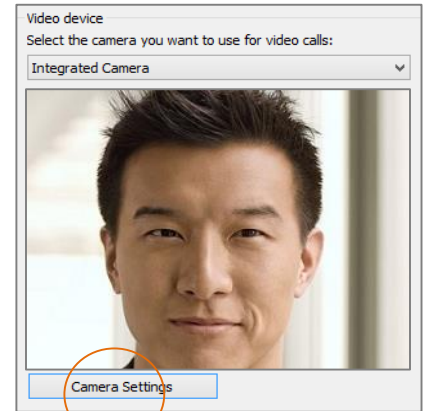 Video device
Select the camera you want to use for video calls:
Integrated Camera
Camera Settings